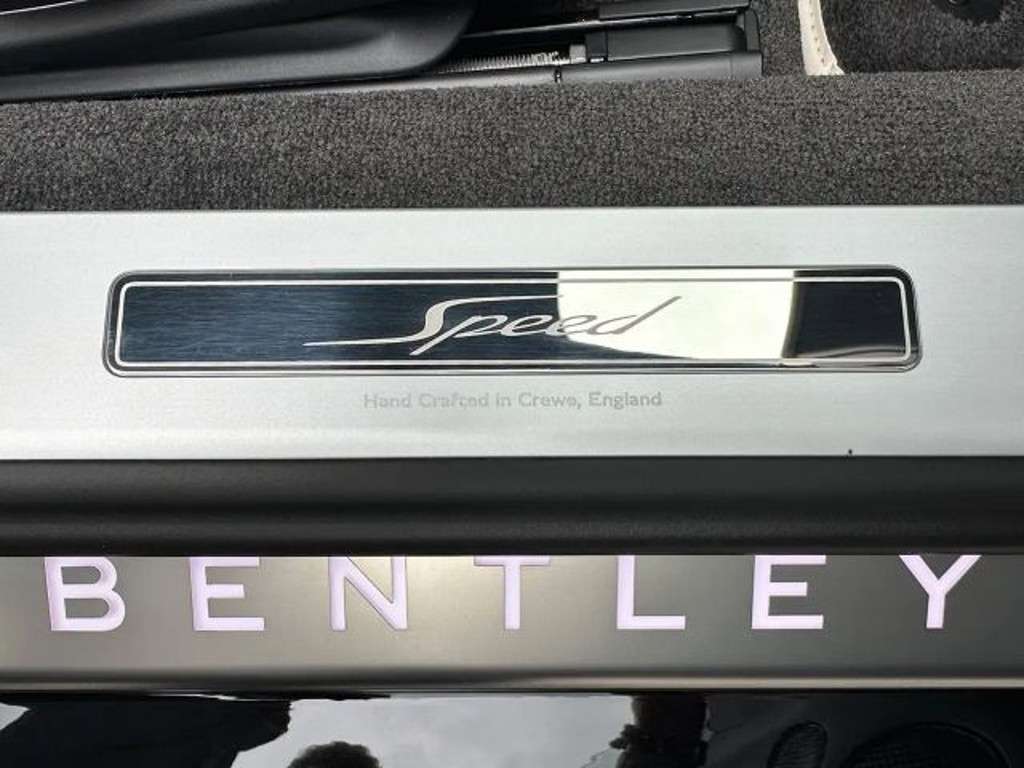 Speed
Hand Crafted in Crewe, England
BENTLEY